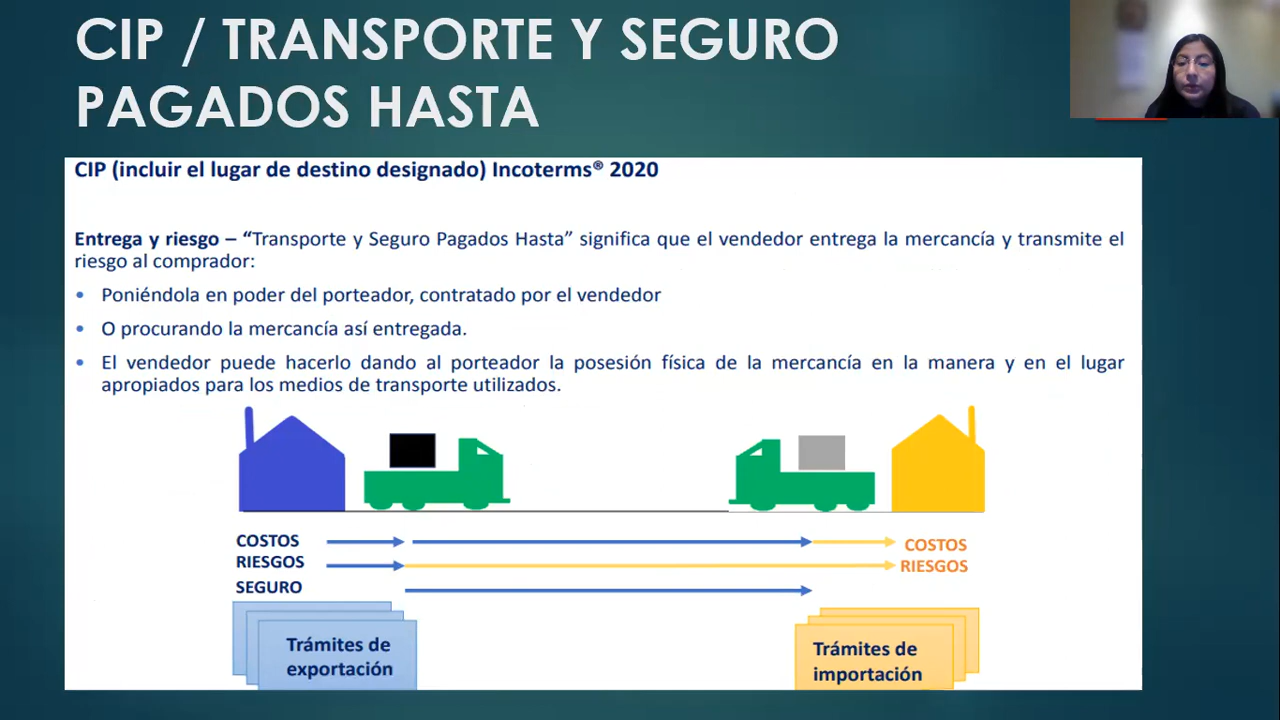 CIP / TRANSPORTE Y SEGURO
PAGADOS HASTA
CIP (incluir el lugar de destino designado) Incoterms® 2020
Entrega y riesgo – “Transporte y Seguro Pagados Hasta” significa que el vendedor entrega la mercancía y transmite el
riesgo al comprador:
• Poniéndola en poder del porteador, contratado por el vendedor
• O procurando la mercancía así entregada.
• El vendedor puede hacerlo dando al porteador la posesión física de la mercancía en la manera y en el lugar
apropiados para los medios de transporte utilizados.
COSTOS
RIESGOS
SEGURO
COSTOS
RIESGOS
Trámites de
exportación
Trámites de
importación